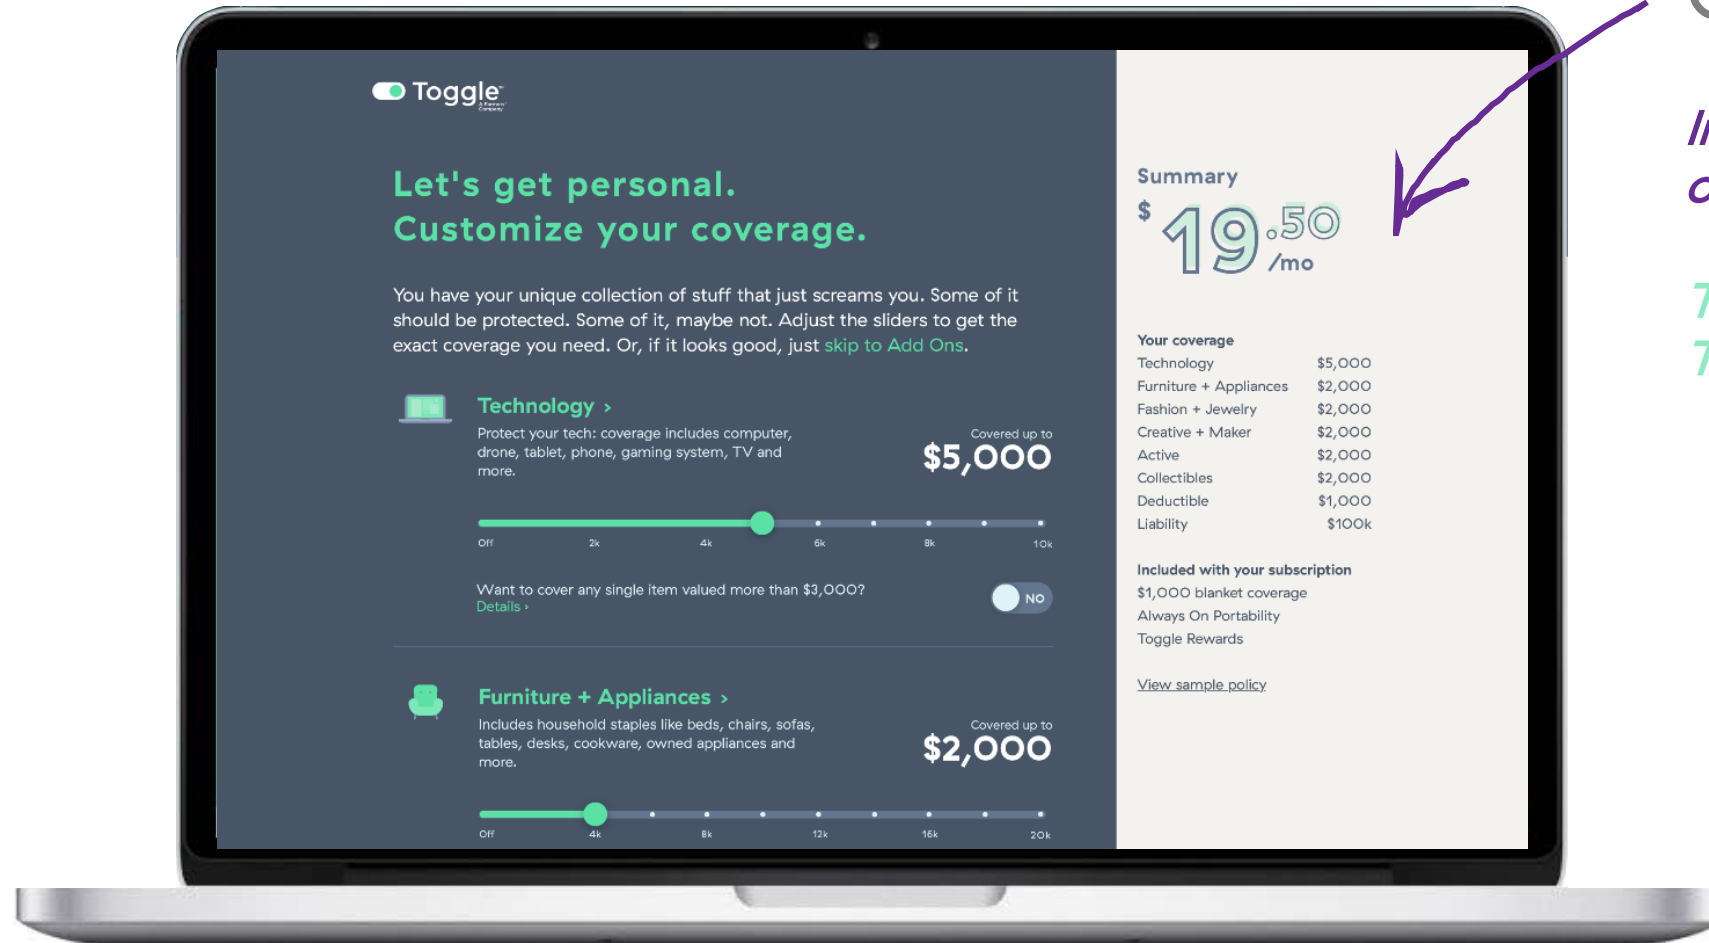 Toggle
A Farmers
Company
Let's get personal.
Customize your coverage.
You have your unique collection of stuff that just screams you. Some of it
should be protected. Some of it, maybe not. Adjust the sliders to get the
exact coverage you need. Or, if it looks good, just skip to Add Ons.
Technology ›
Protect your tech: coverage includes computer,
drone, tablet, phone, gaming system, TV and
more.
Covered up to
$5,000
Off 2k 4k 6k 8k 10k
Want to cover any single item valued more than $3,000?
Details ›
NO
Furniture + Appliances ›
Includes household staples like beds, chairs, sofas,
tables, desks, cookware, owned appliances and
more.
Covered up to
$2,000
Off 4k 8k 12k 16k 20k
Summary
$19.50
/mo
Your coverage
Technology $5,000
Furniture + Appliances $2,000
Fashion + Jewelry $2,000
Creative + Maker $2,000
Active $2,000
Collectibles $2,000
Deductible $1,000
Liability $100k
Included with your subscription
$1,000 blanket coverage
Always On Portability
Toggle Rewards
View sample policy